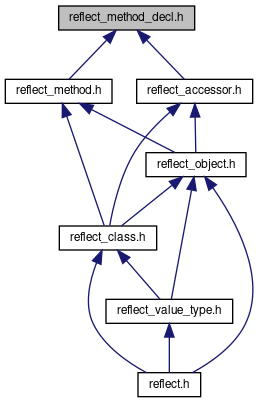 reflect_method_decl.h
reflect_method.h
reflect_accessor.h
reflect_object.h
reflect_class.h
reflect_value_type.h
reflect.h